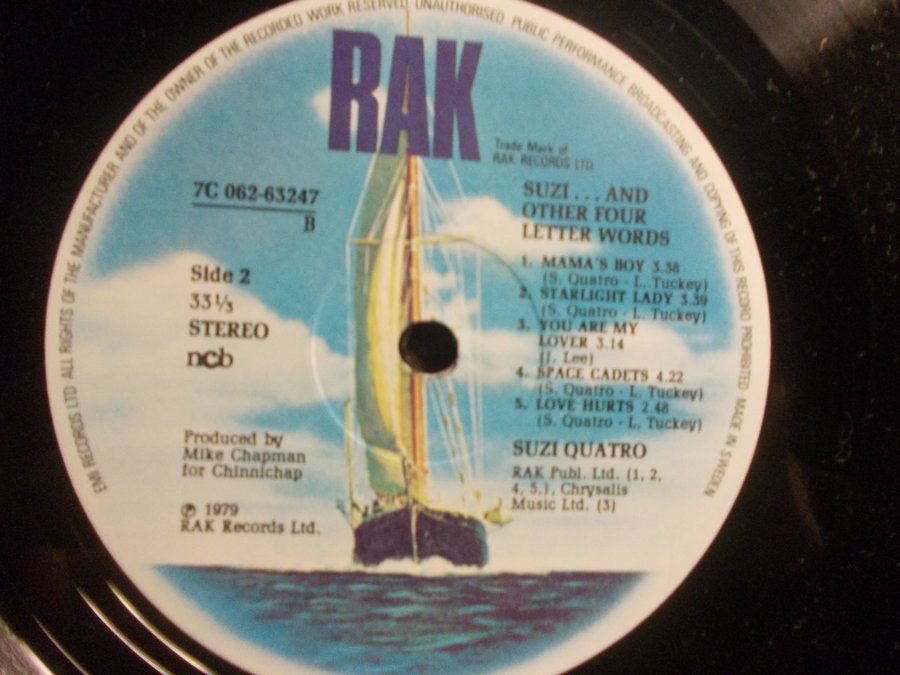 EMI RECORDS LTD ALL RIGHTS OF THE MANUFACTURER AND OF THE OWNER OF THE RECORDED WORK RESERVED UNAUTHORISED PUBLIC PERFORMANCE BROADCASTING AND COPYING OF THIS RECORD PROHIBITED MADE IN SWEDEN
RAK
Trade Mark of
RAK RECORDS LTD
7C 062-63247
B
Side 2
33⅓
STEREO
ncb
Produced by
Mike Chapman
for Chinnichap
℗ 1979
RAK Records Ltd.
SUZI . . . AND
OTHER FOUR
LETTER WORDS
1. MAMA'S BOY 3.38
(S. Quatro - L. Tuckey)
2. STARLIGHT LADY 3.39
(S. Quatro - L. Tuckey)
3. YOU ARE MY
LOVER 3.14
(J. Lee)
4. SPACE CADETS 4.22
(S. Quatro - L. Tuckey)
5. LOVE HURTS 2.48
(S. Quatro - L. Tuckey)
SUZI QUATRO
RAK Publ. Ltd. (1, 2,
4, 5.), Chrysalis
Music Ltd. (3)